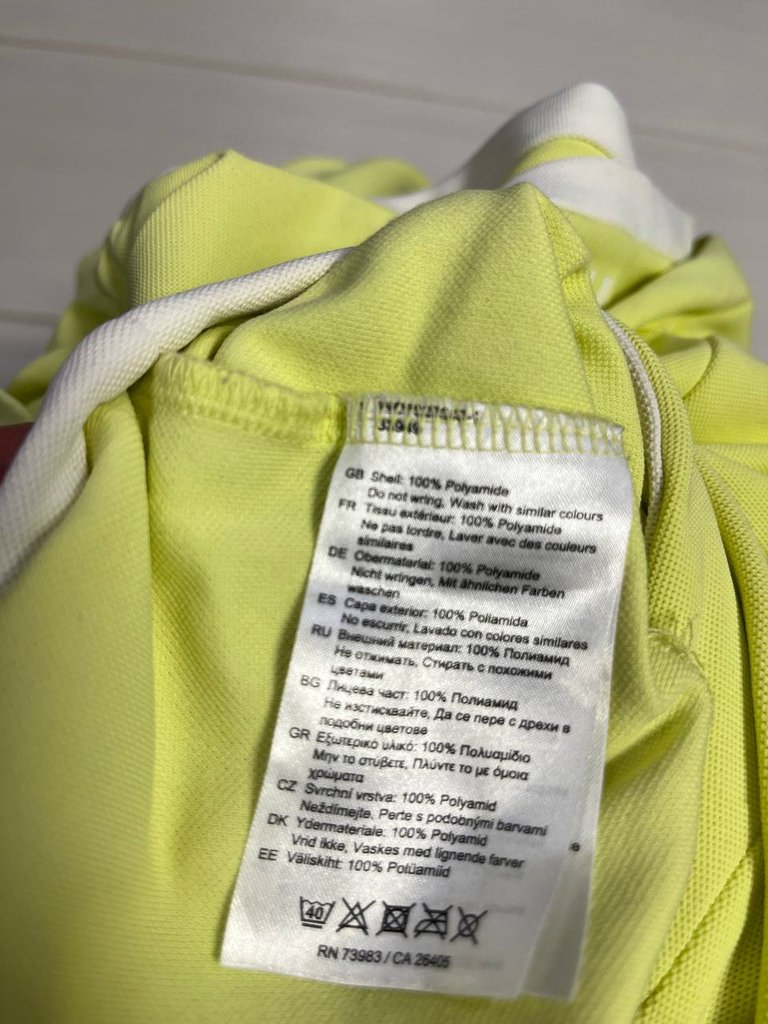 GB Shell: 100% Polyamide
Do not wring, Wash with similar colours
FR Tissu extérieur: 100% Polyamide
Ne pas tordre, Laver avec des couleurs
similaires
DE Obermaterial: 100% Polyamide
Nicht wringen, Mit ähnlichen Farben
waschen
ES Capa exterior: 100% Poliamida
No escurrir, Lavado con colores similares
RU Внешний материал: 100% Полиамид
Не отжимать, Стирать с похожими
цветами
BG Лицева част: 100% Полиамид
Не изстисквайте, Да се пере с дрехи в
подобни цветове
GR Εξωτερικό υλικό: 100% Πολυαμίδιο
Μην το στύβετε, Πλύντε το με όμοια
χρώματα
CZ Svrchní vrstva: 100% Polyamid
Neždímejte, Perte s podobnými barvami
DK Ydermateriale: 100% Polyamid
Vrid ikke, Vaskes med lignende farver
EE Väliskiht: 100% Polüamiid
40
RN 73983 / CA 26405